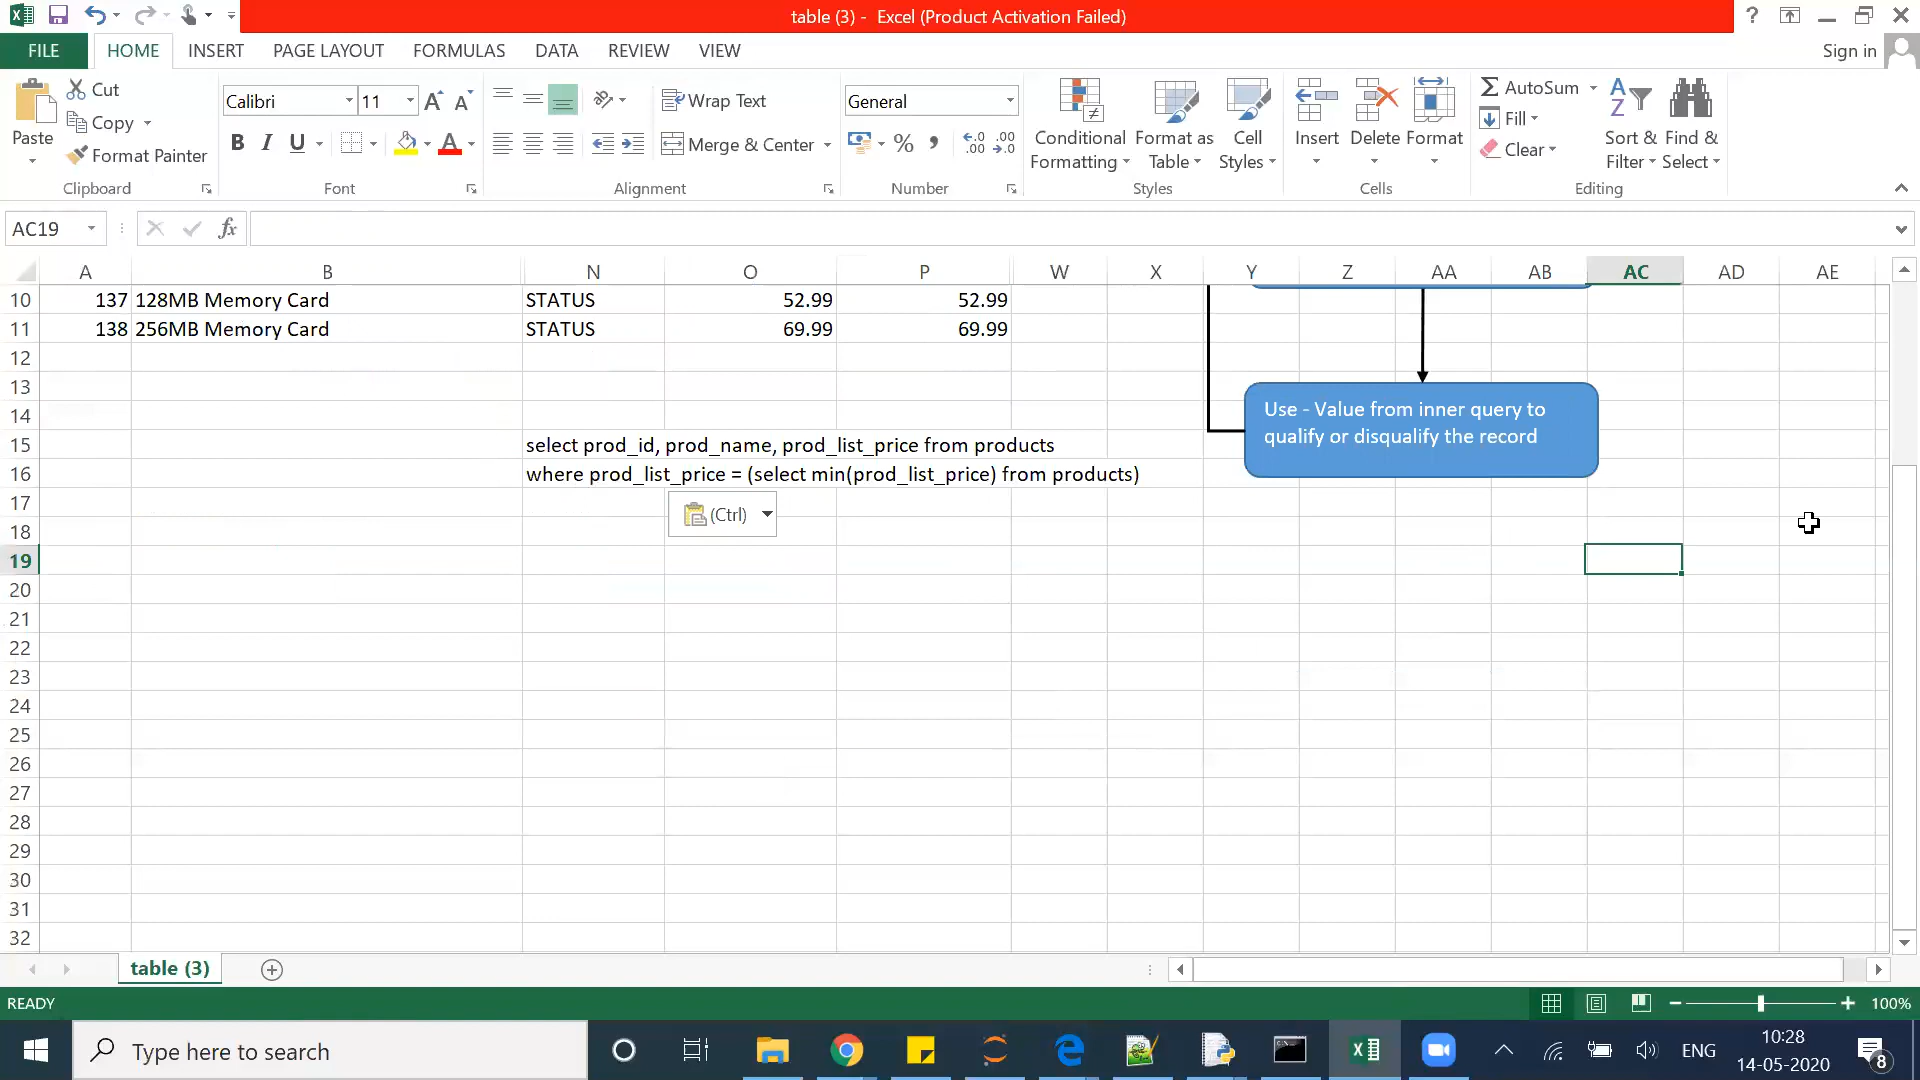 table (3) - Excel (Product Activation Failed)
?
FILE HOME INSERT PAGE LAYOUT FORMULAS DATA REVIEW VIEW Sign in
Paste
Cut
Copy
Format Painter
Clipboard
Calibri 11
B I U
Font
Wrap Text
Merge & Center
Alignment
General
%
Number
Conditional Formatting
Format as Table
Cell Styles
Styles
Insert Delete Format
Cells
AutoSum
Fill
Clear
Sort & Filter
Find & Select
Editing
AC19 fx
A B N O P W X Y Z AA AB AC AD AE
10 137 128MB Memory Card STATUS 52.99 52.99
11 138 256MB Memory Card STATUS 69.99 69.99
12
13
14
15 select prod_id, prod_name, prod_list_price from products
16 where prod_list_price = (select min(prod_list_price) from products)
Use - Value from inner query to
qualify or disqualify the record
17
(Ctrl)
18
19
20
21
22
23
24
25
26
27
28
29
30
31
32
table (3)
READY 100%
Type here to search
ENG
10:28
14-05-2020
8